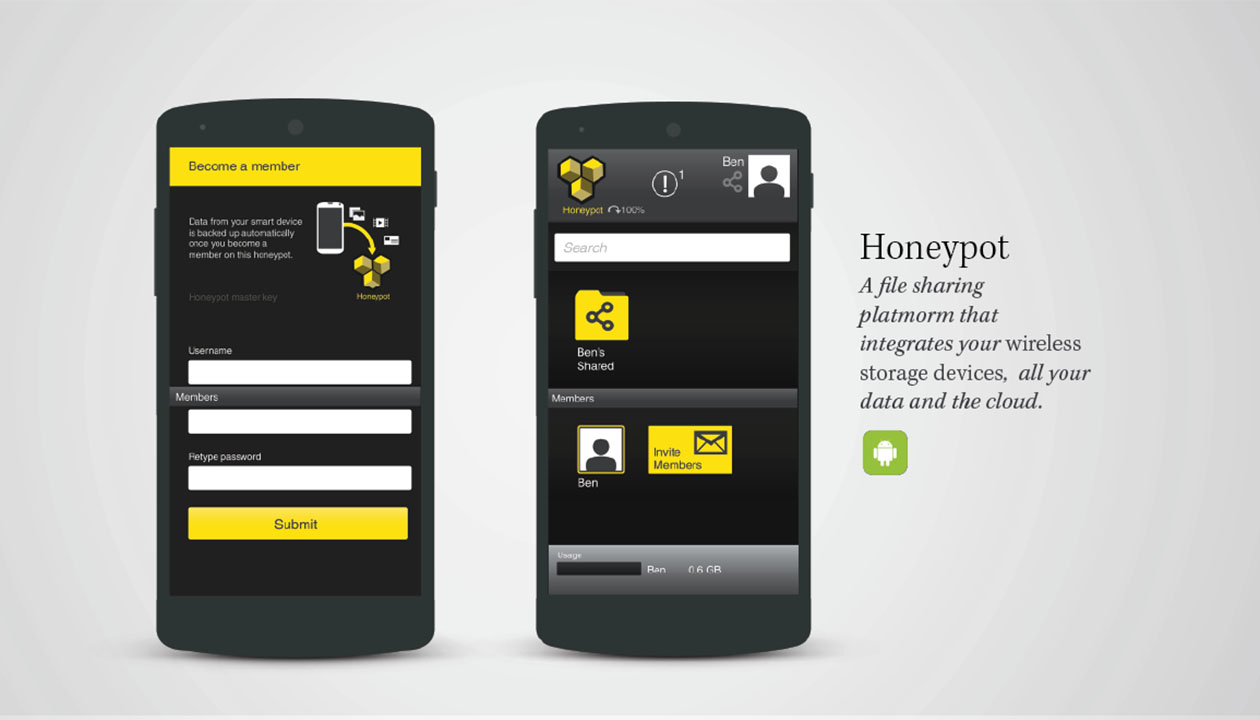 Become a member
Data from your smart device
is backed up automatically
once you become a
member on this honeypot.
Honeypot
Honeypot master key
Username
Members
Retype password
Submit
Ben
1
Honeypot 100%
Search
Ben's
Shared
Members
Invite
Members
Ben
Usage
Ben 0.6 GB
Honeypot
A file sharing
platmorm that
integrates your wireless
storage devices, all your
data and the cloud.